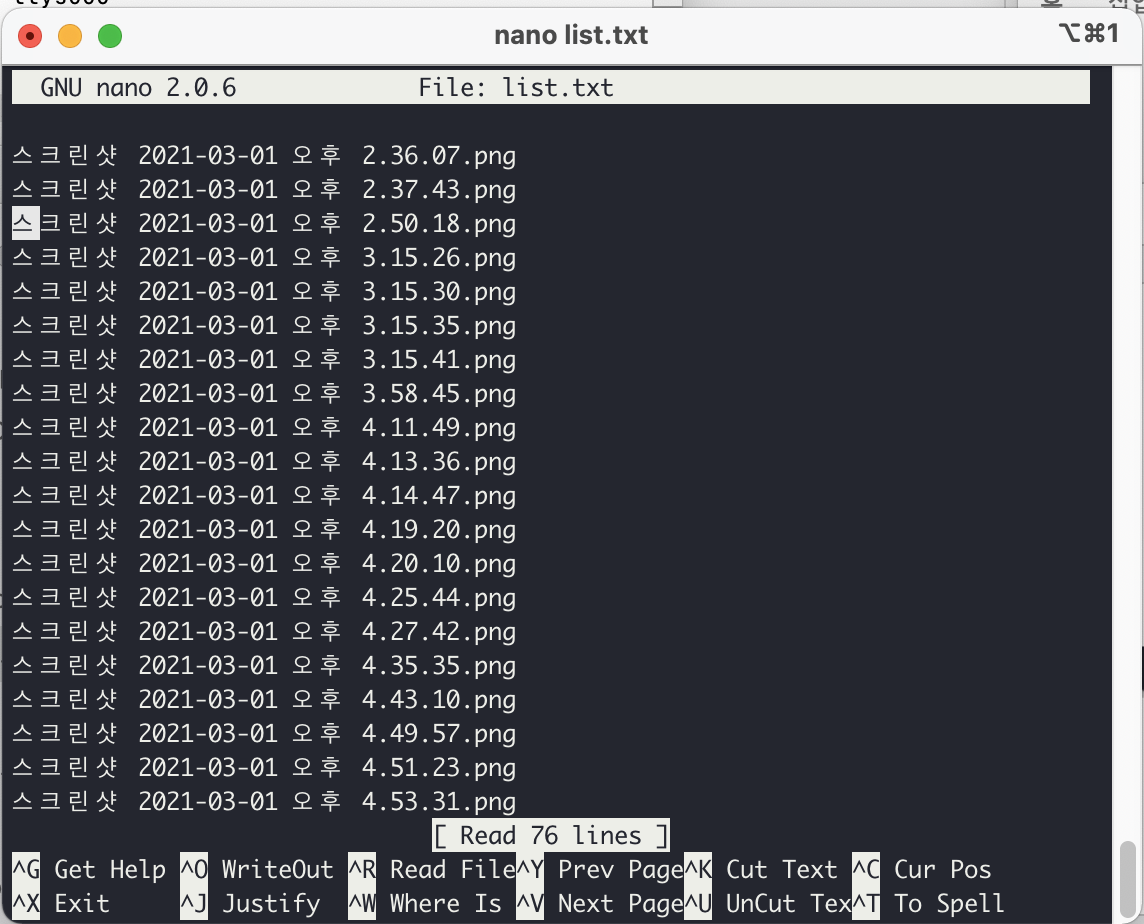 nano list.txt ⌥⌘1
GNU nano 2.0.6 File: list.txt
스크린샷 2021-03-01 오후 2.36.07.png
스크린샷 2021-03-01 오후 2.37.43.png
스크린샷 2021-03-01 오후 2.50.18.png
스크린샷 2021-03-01 오후 3.15.26.png
스크린샷 2021-03-01 오후 3.15.30.png
스크린샷 2021-03-01 오후 3.15.35.png
스크린샷 2021-03-01 오후 3.15.41.png
스크린샷 2021-03-01 오후 3.58.45.png
스크린샷 2021-03-01 오후 4.11.49.png
스크린샷 2021-03-01 오후 4.13.36.png
스크린샷 2021-03-01 오후 4.14.47.png
스크린샷 2021-03-01 오후 4.19.20.png
스크린샷 2021-03-01 오후 4.20.10.png
스크린샷 2021-03-01 오후 4.25.44.png
스크린샷 2021-03-01 오후 4.27.42.png
스크린샷 2021-03-01 오후 4.35.35.png
스크린샷 2021-03-01 오후 4.43.10.png
스크린샷 2021-03-01 오후 4.49.57.png
스크린샷 2021-03-01 오후 4.51.23.png
스크린샷 2021-03-01 오후 4.53.31.png
[ Read 76 lines ]
^G Get Help ^O WriteOut ^R Read File^Y Prev Page^K Cut Text ^C Cur Pos
^X Exit ^J Justify ^W Where Is ^V Next Page^U UnCut Tex^T To Spell